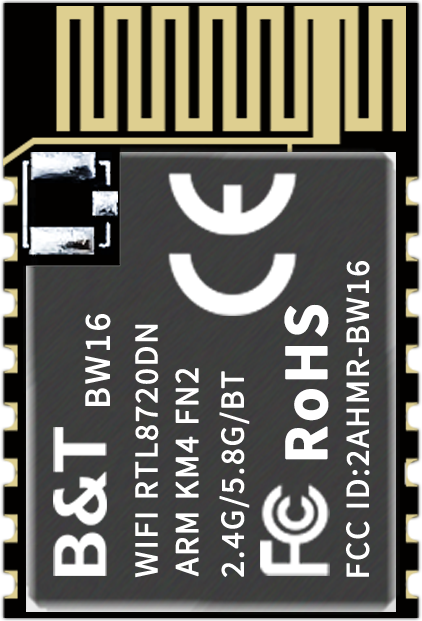 B&T BW16
WIFI RTL8720DN
ARM KM4 FN2
2.4G/5.8G/BT
CE
FC RoHS
FCC ID:2AHMR-BW16